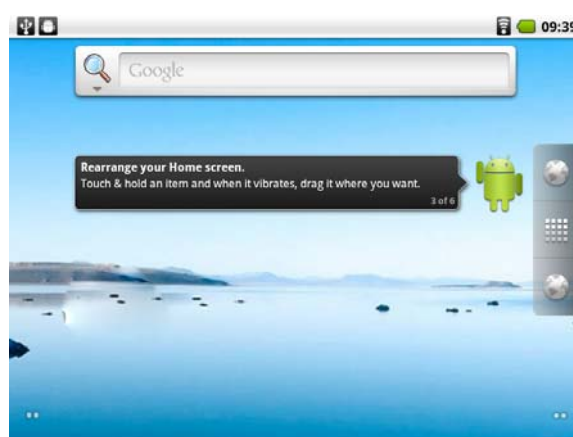 09:39
Google
Rearrange your Home screen.
Touch & hold an item and when it vibrates, drag it where you want.
3 of 6